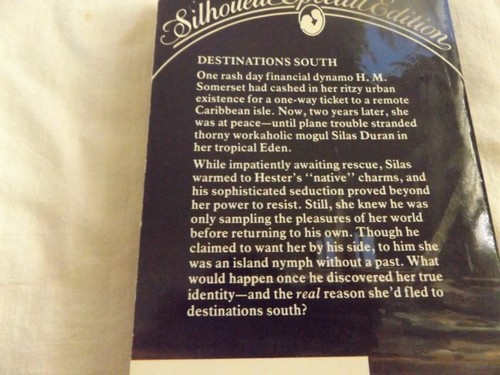 Silhouette Special Edition
DESTINATIONS SOUTH
One rash day financial dynamo H. M.
Somerset had cashed in her ritzy urban
existence for a one-way ticket to a remote
Caribbean isle. Now, two years later, she
was at peace—until plane trouble stranded
thorny workaholic mogul Silas Duran in
her tropical Eden.
While impatiently awaiting rescue, Silas
warmed to Hester's "native" charms, and
his sophisticated seduction proved beyond
her power to resist. Still, she knew he was
only sampling the pleasures of her world
before returning to his own. Though he
claimed to want her by his side, to him she
was an island nymph without a past. What
would happen once he discovered her true
identity—and the real reason she'd fled to
destinations south?